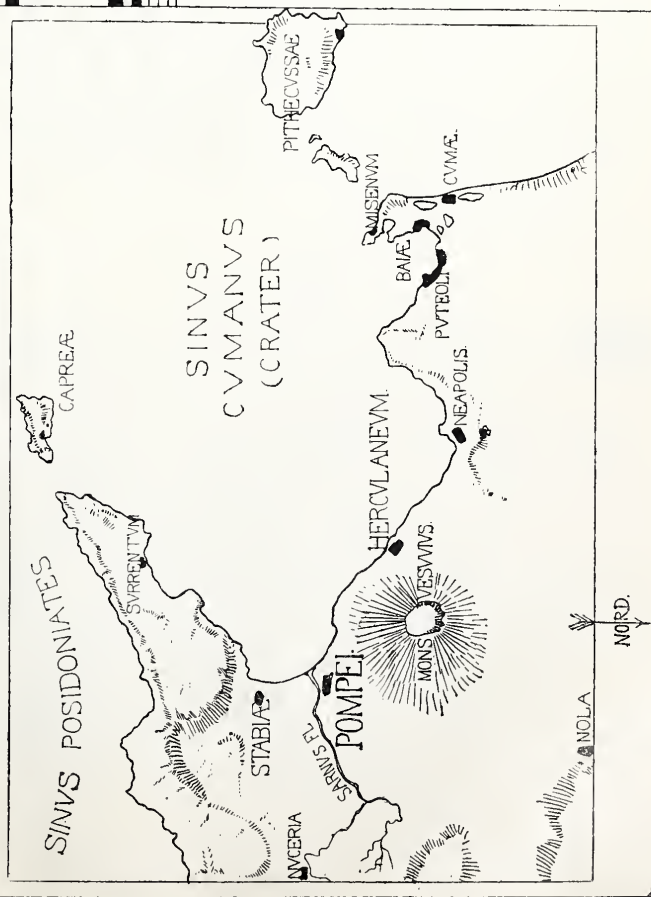 PITHECVSSAE
MISENVM
CVMÆ.
BAIÆ
PVTEOLI
SINVS
CVMANVS
(CRATER)
CAPREÆ
NEAPOLIS.
HERCVLANEVM.
SVRRENTVM
SINVS POSIDONIATES
MONS VESVVIVS.
POMPEI.
STABIÆ
SARNVS FL.
NVCERIA
NOLA
NORD.